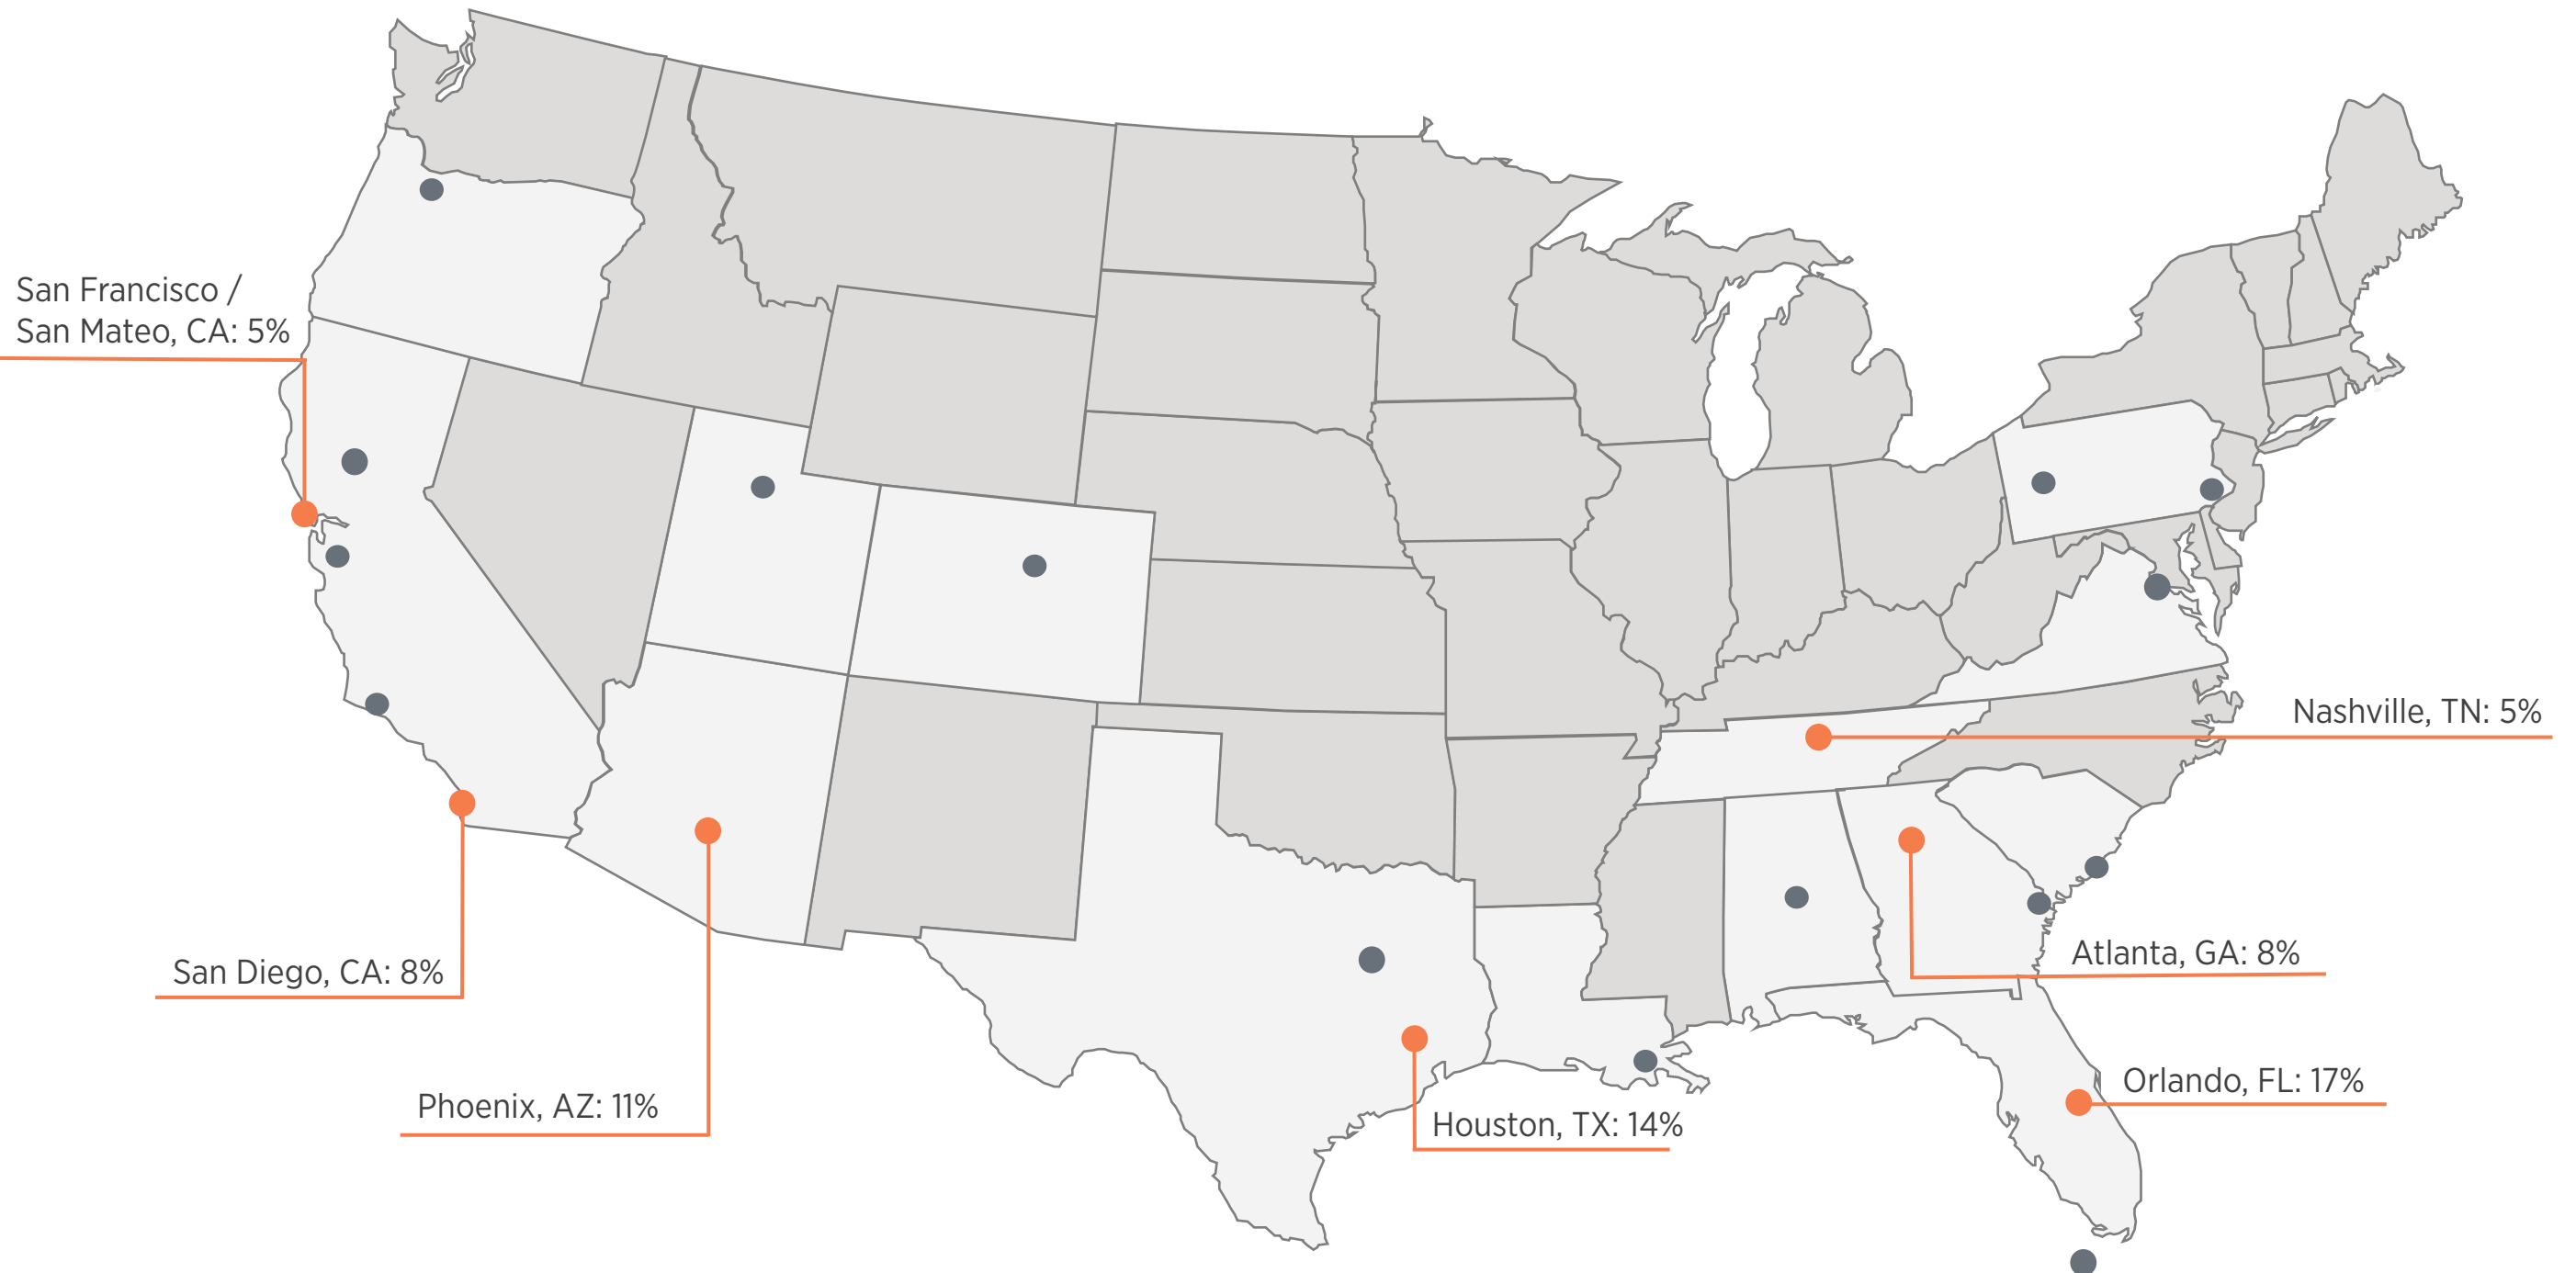 San Francisco /
San Mateo, CA: 5%
Nashville, TN: 5%
Atlanta, GA: 8%
San Diego, CA: 8%
Orlando, FL: 17%
Phoenix, AZ: 11%
Houston, TX: 14%